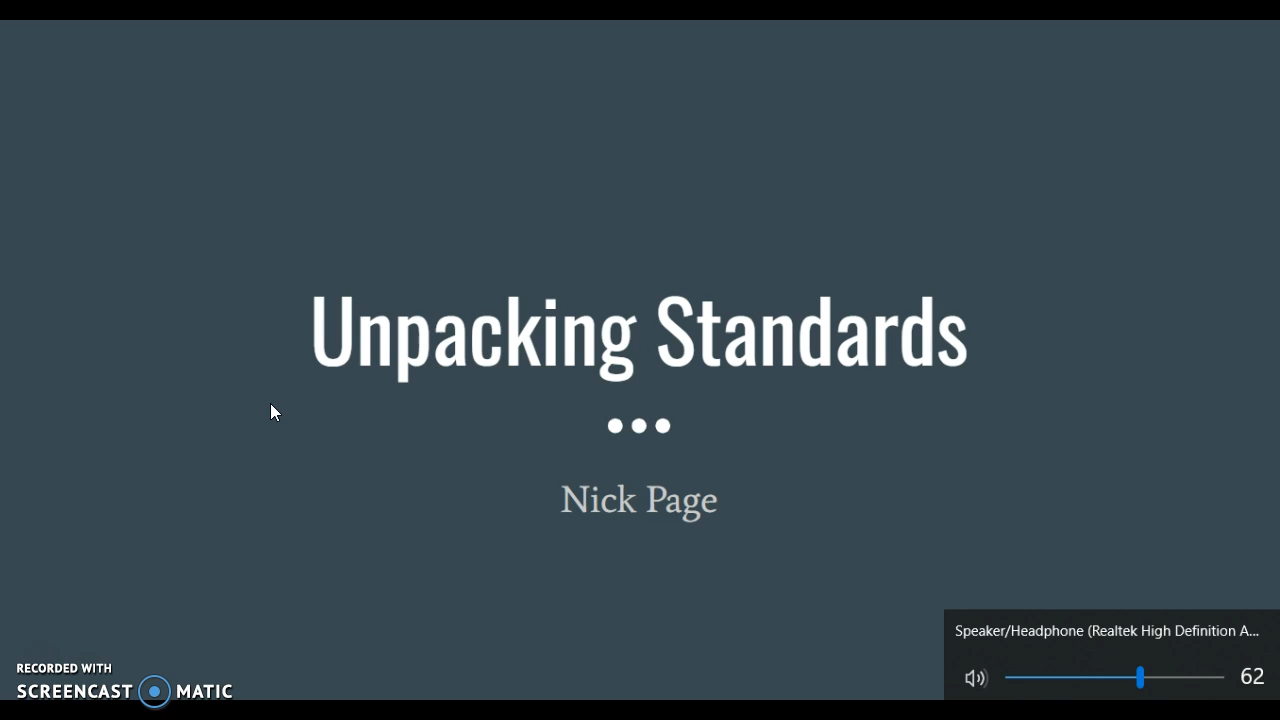 Unpacking Standards
Nick Page
Speaker/Headphone (Realtek High Definition A...
62
RECORDED WITH
SCREENCAST MATIC